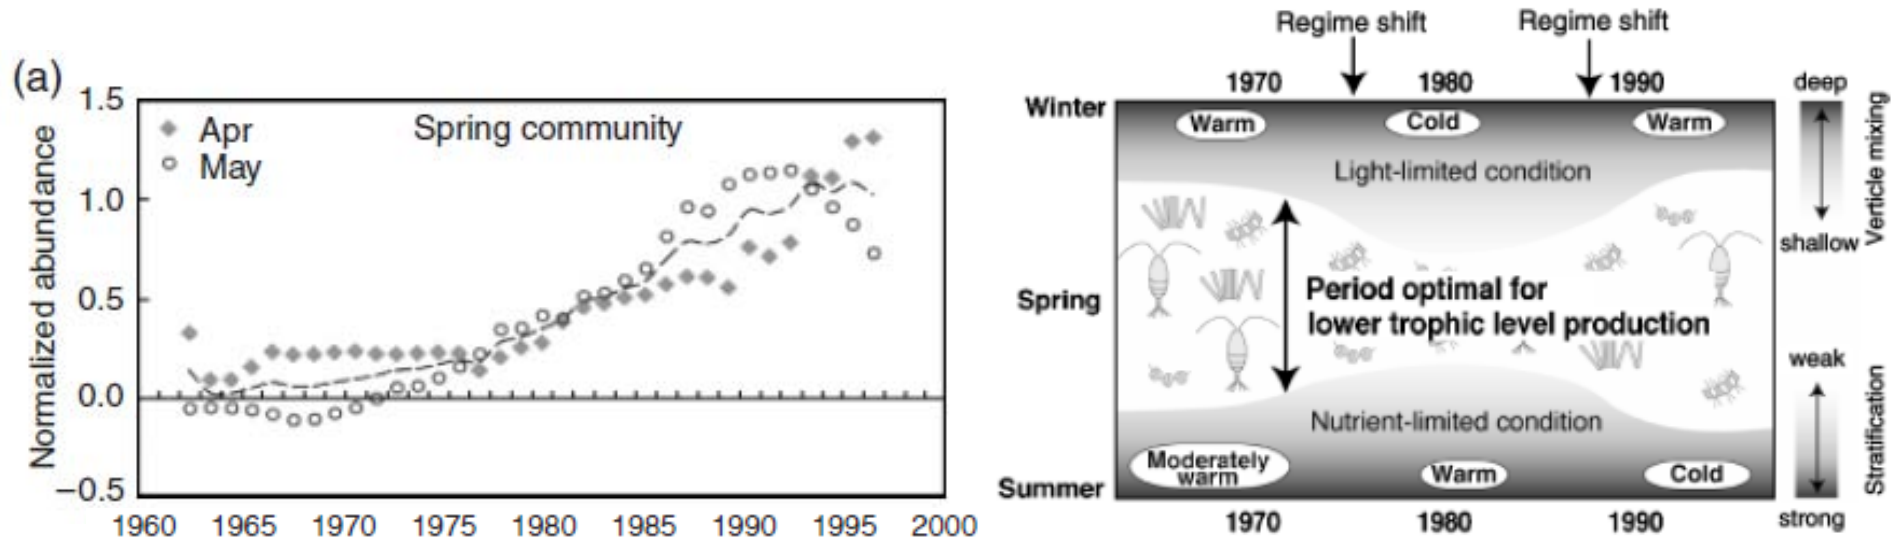 (a)
Normalized abundance
1.5
1.0
0.5
0.0
−0.5
Apr
May
Spring community
1960 1965 1970 1975 1980 1985 1990 1995 2000
Regime shift Regime shift
1970 1980 1990
Winter
Spring
Summer
Warm Cold Warm
Light-limited condition
Period optimal for
lower trophic level production
Nutrient-limited condition
Moderately
warm
Warm Cold
1970 1980 1990
deep
shallow
Verticle mixing
weak
strong
Stratification